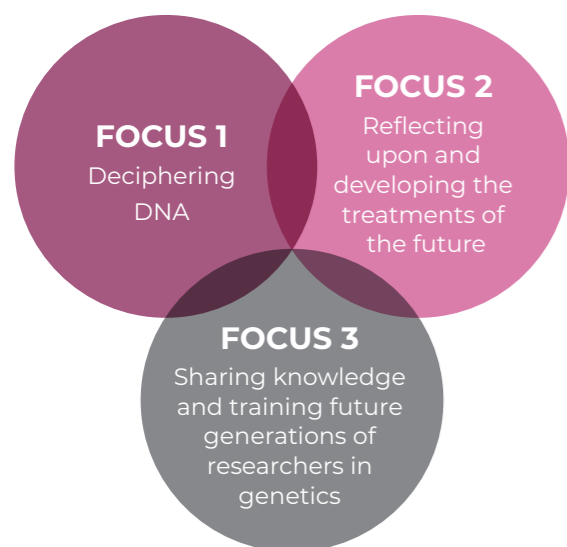 FOCUS 1
Deciphering
DNA
FOCUS 2
Reflecting
upon and
developing the
treatments of
the future
FOCUS 3
Sharing knowledge
and training future
generations of
researchers in
genetics